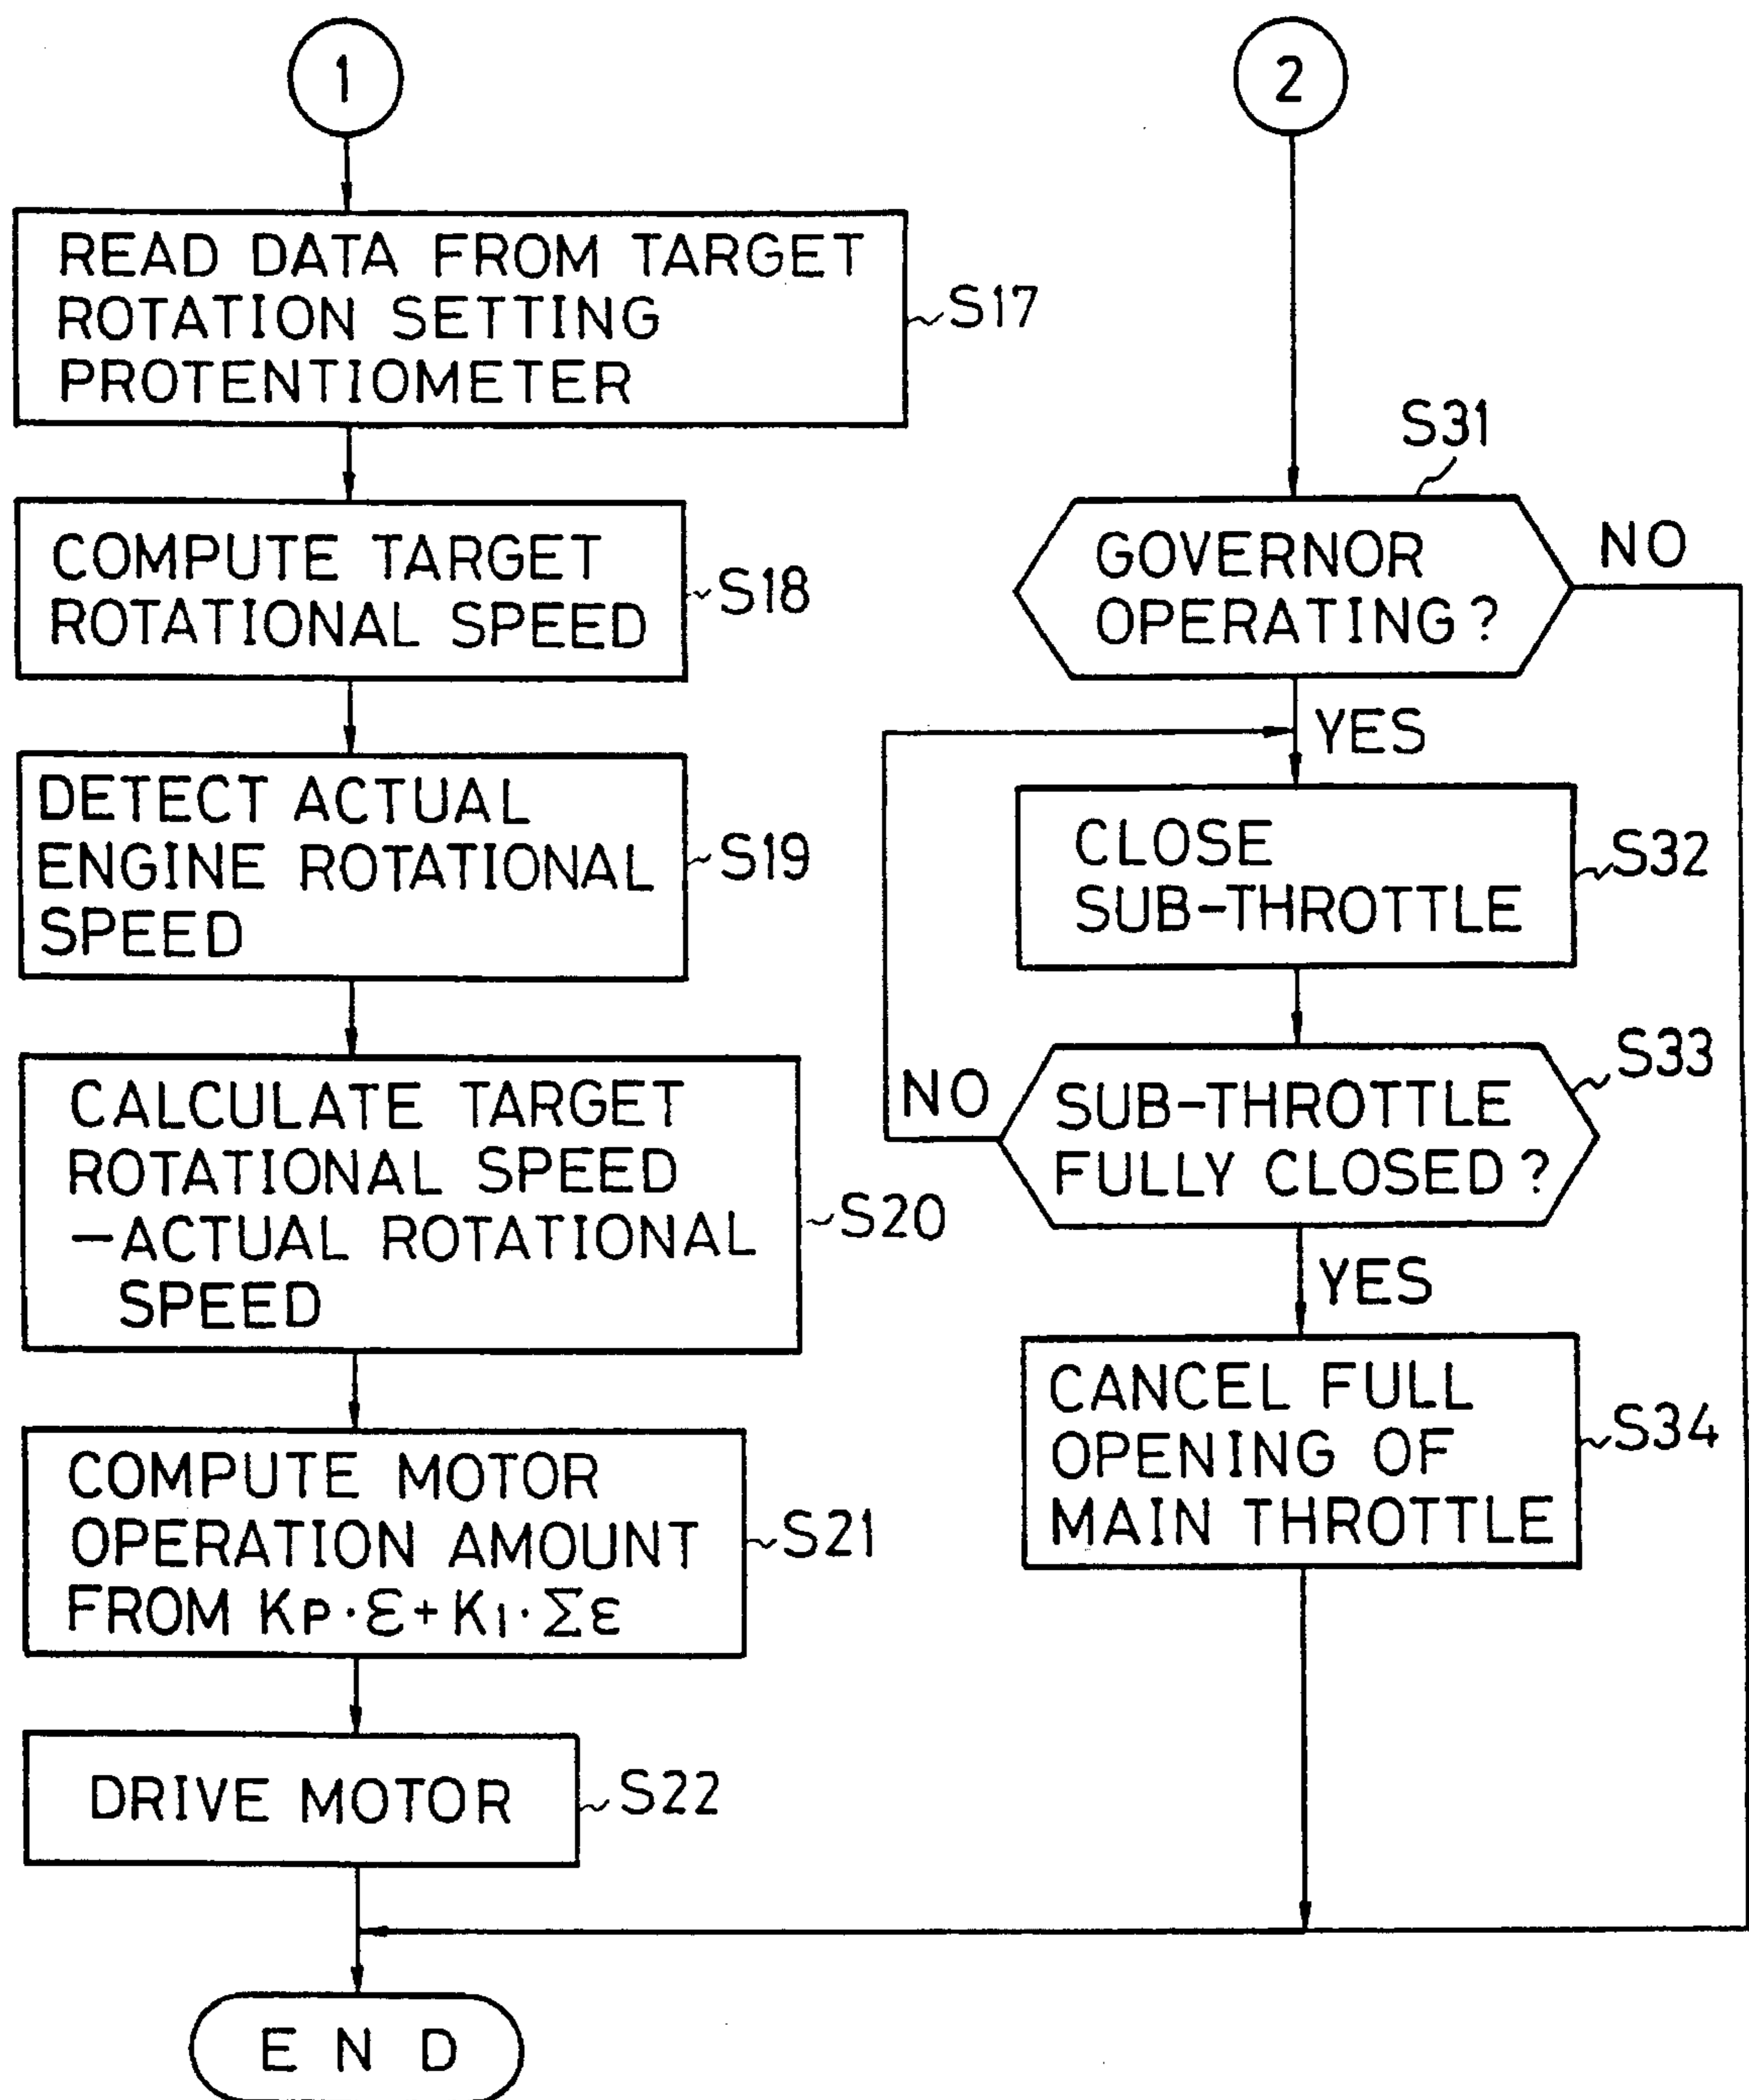 1
READ DATA FROM TARGET
ROTATION SETTING
PROTENTIOMETER
S17
COMPUTE TARGET
ROTATIONAL SPEED
S18
DETECT ACTUAL
ENGINE ROTATIONAL
SPEED
S19
CALCULATE TARGET
ROTATIONAL SPEED
-ACTUAL ROTATIONAL
SPEED
S20
COMPUTE MOTOR
OPERATION AMOUNT
FROM KP·ε+KI·Σε
S21
DRIVE MOTOR
S22
END
2
S31
GOVERNOR
OPERATING?
NO
YES
CLOSE
SUB-THROTTLE
S32
S33
SUB-THROTTLE
FULLY CLOSED?
NO
YES
CANCEL FULL
OPENING OF
MAIN THROTTLE
S34